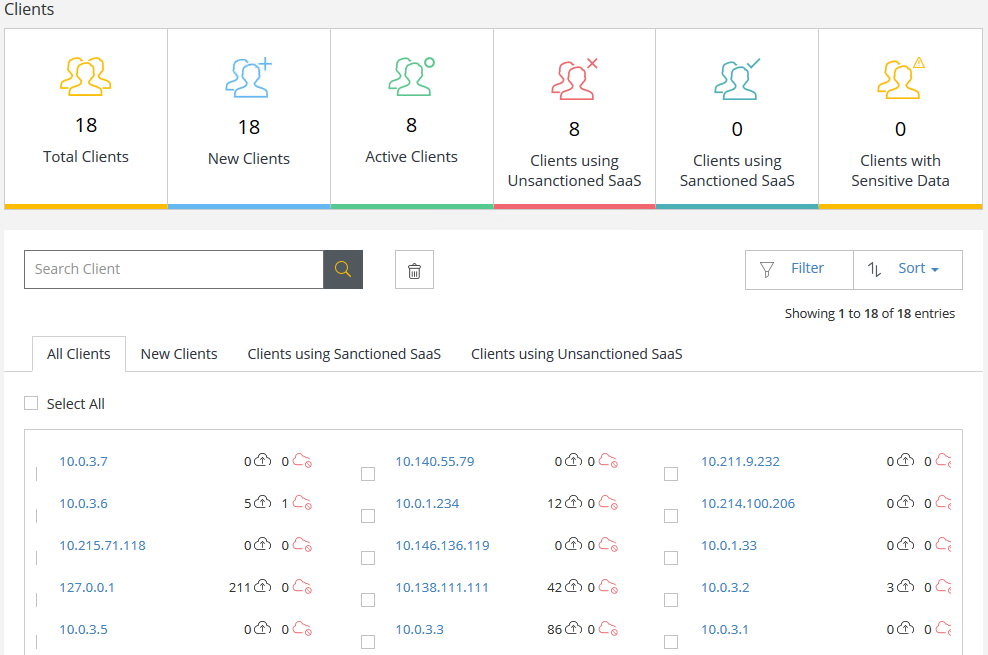 Clients
18 18 8 8 0 0
Total Clients New Clients Active Clients Clients using Clients using Clients with
Unsanctioned SaaS Sanctioned SaaS Sensitive Data
Search Client Filter Sort
Showing 1 to 18 of 18 entries
All Clients New Clients Clients using Sanctioned SaaS Clients using Unsanctioned SaaS
Select All
10.0.3.7 0 0 10.140.55.79 0 0 10.211.9.232 0 0
10.0.3.6 5 1 10.0.1.234 12 0 10.214.100.206 0 0
10.215.71.118 0 0 10.146.136.119 0 0 10.0.1.33 0 0
127.0.0.1 211 0 10.138.111.111 42 0 10.0.3.2 3 0
10.0.3.5 0 0 10.0.3.3 86 0 10.0.3.1 0 0